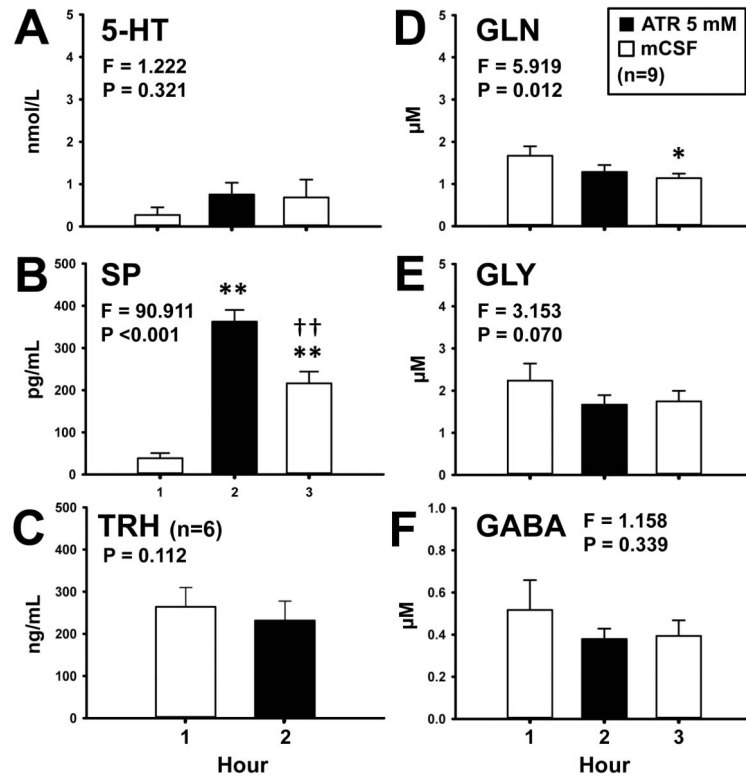 A
5-HT
F = 1.222
P = 0.321
nmol/L
5
4
3
2
1
0
D
GLN
F = 5.919
P = 0.012
ATR 5 mM
mCSF
(n=9)
µM
5
4
3
2
1
0
*
B
SP
F = 90.911
P <0.001
pg/mL
500
400
300
200
100
0
**
††
**
1 2 3
E
GLY
F = 3.153
P = 0.070
µM
5
4
3
2
1
0
C
TRH (n=6)
P = 0.112
ng/mL
500
400
300
200
100
0
1 2
Hour
F
GABA
F = 1.158
P = 0.339
µM
1.0
0.8
0.6
0.4
0.2
0.0
1 2 3
Hour